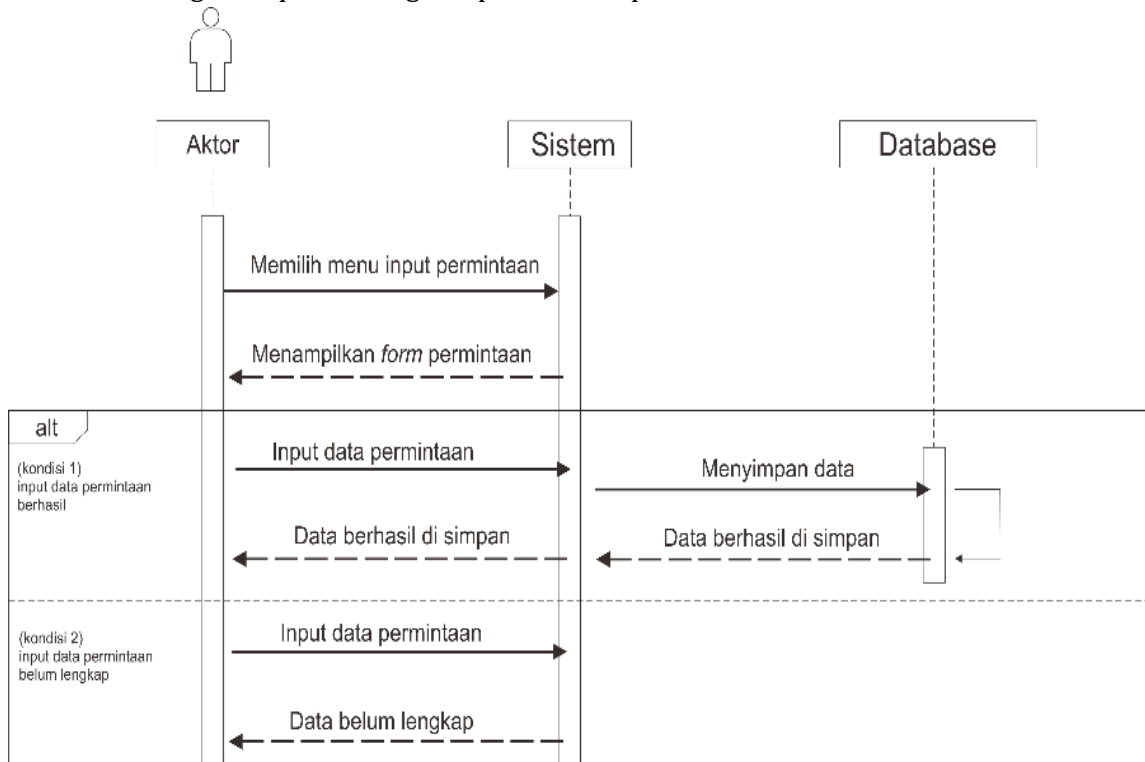 Aktor
Sistem
Database
Memilih menu input permintaan
Menampilkan form permintaan
alt
(kondisi 1)
input data permintaan
berhasil
Input data permintaan
Menyimpan data
Data berhasil di simpan
Data berhasil di simpan
(kondisi 2)
input data permintaan
belum lengkap
Input data permintaan
Data belum lengkap